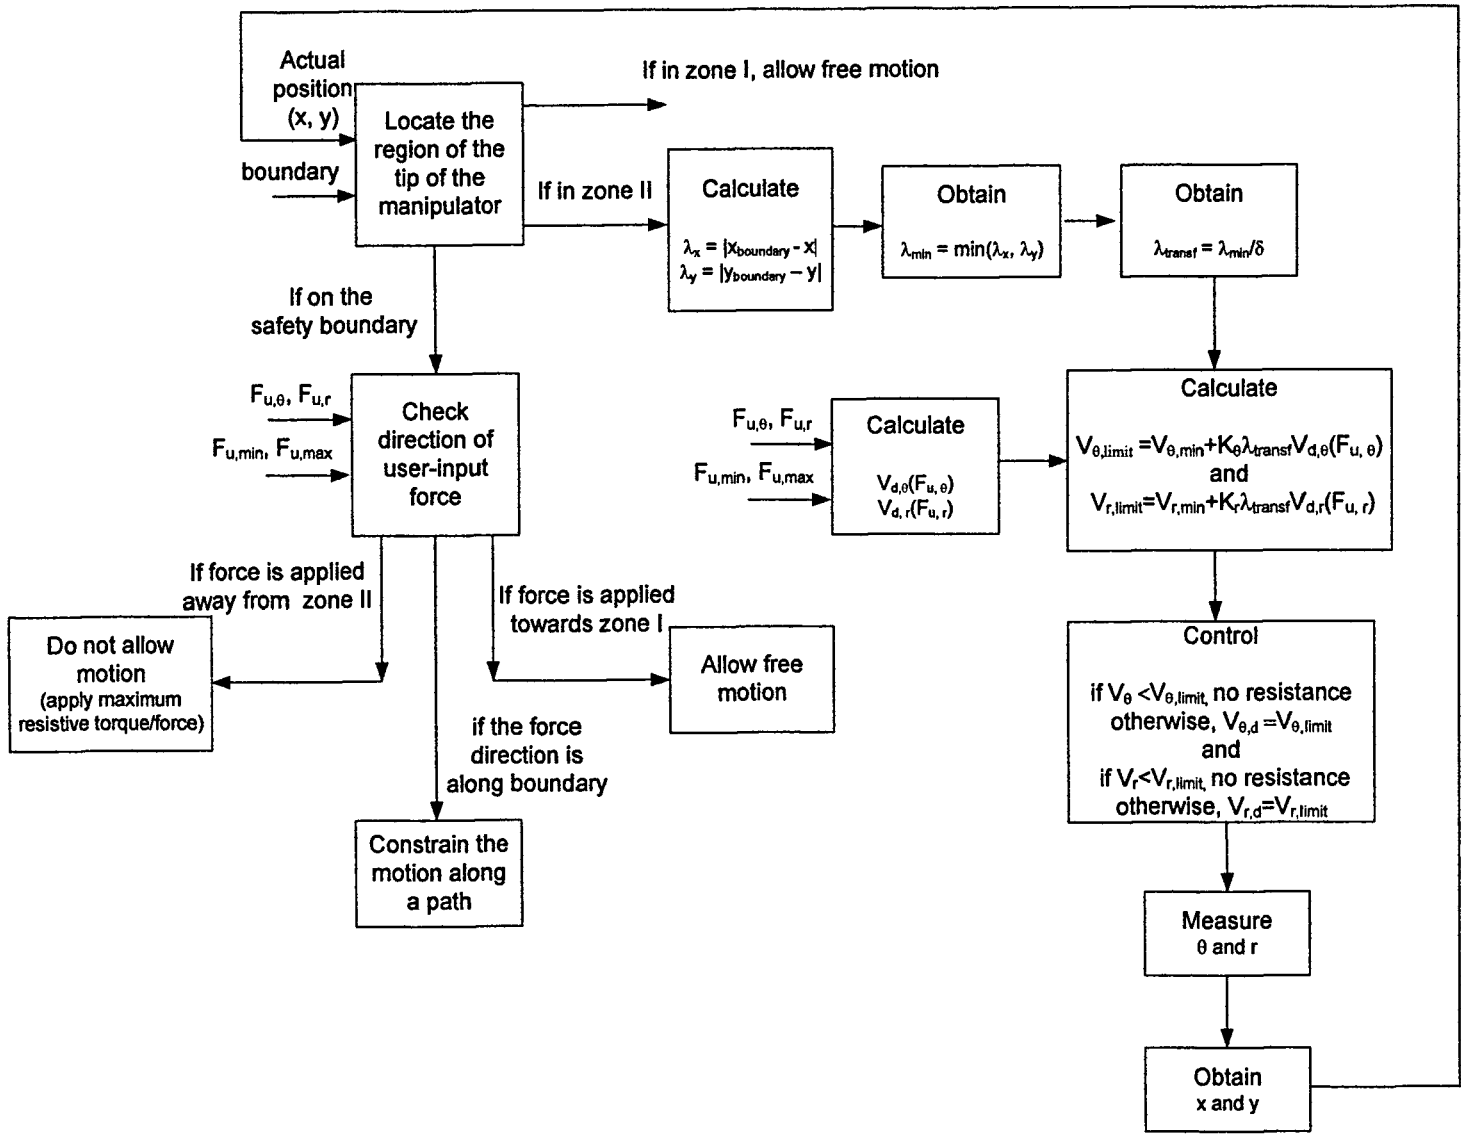 Actual
position
(x, y)
boundary
Locate the
region of the
tip of the
manipulator
If in zone I, allow free motion
If in zone II
Calculate
λx = |xboundary - x|
λy = |yboundary – y|
Obtain
λmin = min(λx, λy)
Obtain
λtransf = λmin/δ
If on the
safety boundary
Fu,θ, Fu,r
Fu,min, Fu,max
Check
direction of
user-input
force
Fu,θ, Fu,r
Fu,min, Fu,max
Calculate
Vd,θ(Fu, θ)
Vd, r(Fu, r)
Calculate
Vθ,limit =Vθ,min+KθλtransfVd,θ(Fu, θ)
and
Vr,limit=Vr,min+KrλtransfVd,r(Fu, r)
If force is applied
away from zone II
If force is applied
towards zone I
Do not allow
motion
(apply maximum
resistive torque/force)
Allow free
motion
if the force
direction is
along boundary
Constrain the
motion along
a path
Control
if Vθ <Vθ,limit, no resistance
otherwise, Vθ,d =Vθ,limit
and
if Vr<Vr,limit, no resistance
otherwise, Vr,d=Vr,limit
Measure
θ and r
Obtain
x and y